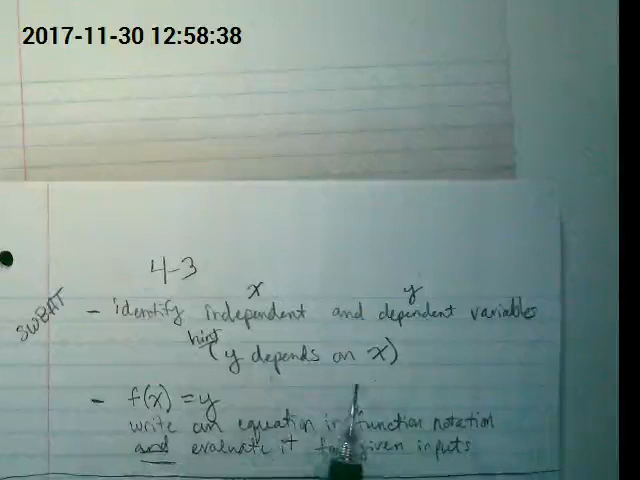 2017-11-30 12:58:38
4-3
x y
SWBAT - identify independent and dependent variables
hint (y depends on x)
- f(x) = y
write an equation in function notation
and evaluate it for given inputs